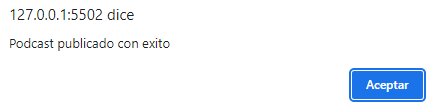 127.0.0.1:5502 dice
Podcast publicado con exito
Aceptar